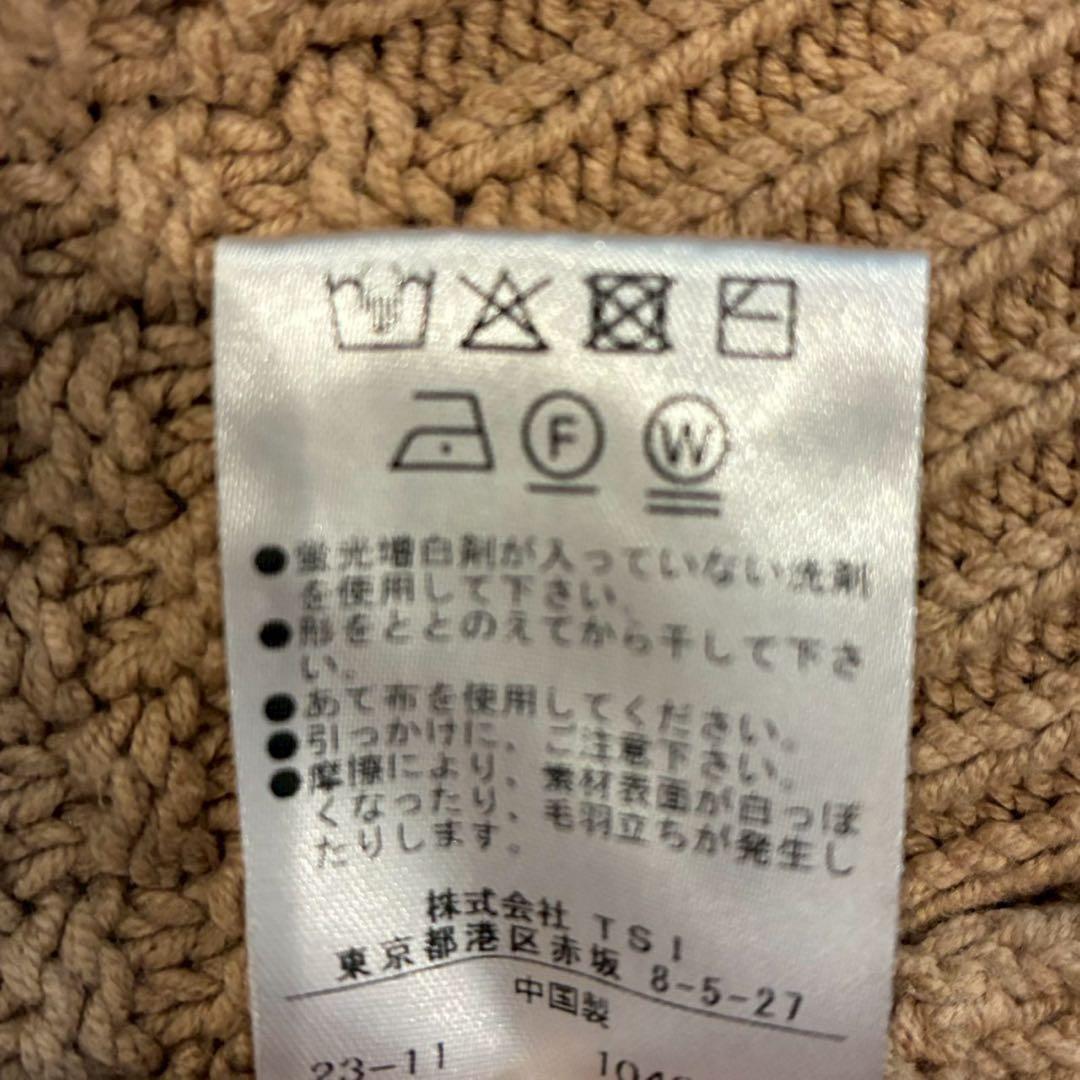 F
W
●蛍光増白剤が入っていない洗剤
を使用して下さい。
●形をととのえてから干して下さ
い。
●あて布を使用してください。
●引っかけに、ご注意下さい。
●摩擦により、素材表面が白っぽ
くなったり、毛羽立ちが発生し
たりします。
株式会社 TSI
東京都港区赤坂 8-5-27
中国製
23-11